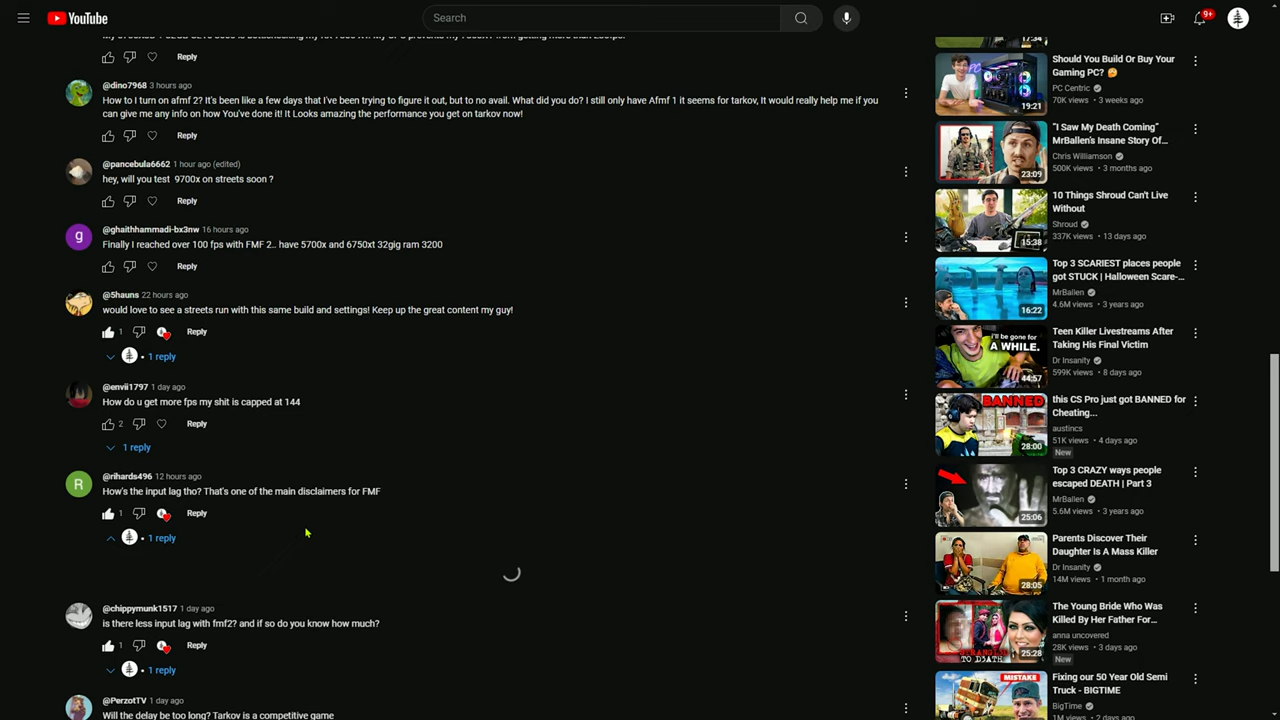 YouTube
Search
9+
@dino7968 3 hours ago
How to I turn on afmf 2? It's been like a few days that I've been trying to figure it out, but to no avail. What did you do? I still only have Afmf 1 it seems for tarkov, It would really help me if you
can give me any info on how You've done it! It Looks amazing the performance you get on tarkov now!
Reply
Reply
@pancebula6662 1 hour ago (edited)
hey, will you test 9700x on streets soon ?
Reply
@ghaithhammadi-bx3nw 16 hours ago
Finally I reached over 100 fps with FMF 2.. have 5700x and 6750xt 32gig ram 3200
Reply
@5hauns 22 hours ago
would love to see a streets run with this same build and settings! Keep up the great content my guy!
1 Reply
• 1 reply
@envii1797 1 day ago
How do u get more fps my shit is capped at 144
2 Reply
1 reply
@rihards496 12 hours ago
R
How's the input lag tho? That's one of the main disclaimers for FMF
1 Reply
• 1 reply
@chippymunk1517 1 day ago
is there less input lag with fmf2? and if so do you know how much?
1 Reply
• 1 reply
@PerzotTV 1 day ago
Will the delay be too long? Tarkov is a competitive game
17:34
Should You Build Or Buy Your
Gaming PC? 🤔
PC Centric
70K views • 3 weeks ago
19:21
"I Saw My Death Coming"
MrBallen's Insane Story Of...
Chris Williamson
500K views • 3 months ago
23:09
10 Things Shroud Can't Live
Without
Shroud
337K views • 13 days ago
15:38
Top 3 SCARIEST places people
got STUCK | Halloween Scare-...
MrBallen
4.6M views • 3 years ago
16:22
Teen Killer Livestreams After
Taking His Final Victim
Dr Insanity
599K views • 8 days ago
I'll be gone for
A WHILE.
44:57
this CS Pro just got BANNED for
Cheating...
austincs
51K views • 4 days ago
New
BANNED
28:00
Top 3 CRAZY ways people
escaped DEATH | Part 3
MrBallen
5.6M views • 3 years ago
25:06
Parents Discover Their
Daughter Is A Mass Killer
Dr Insanity
14M views • 1 month ago
28:05
The Young Bride Who Was
Killed By Her Father For...
anna uncovered
28K views • 3 days ago
New
TO D3ATH
25:28
Fixing our 50 Year Old Semi
Truck - BIGTIME
BigTime
1M views • 2 days ago
MISTAKE